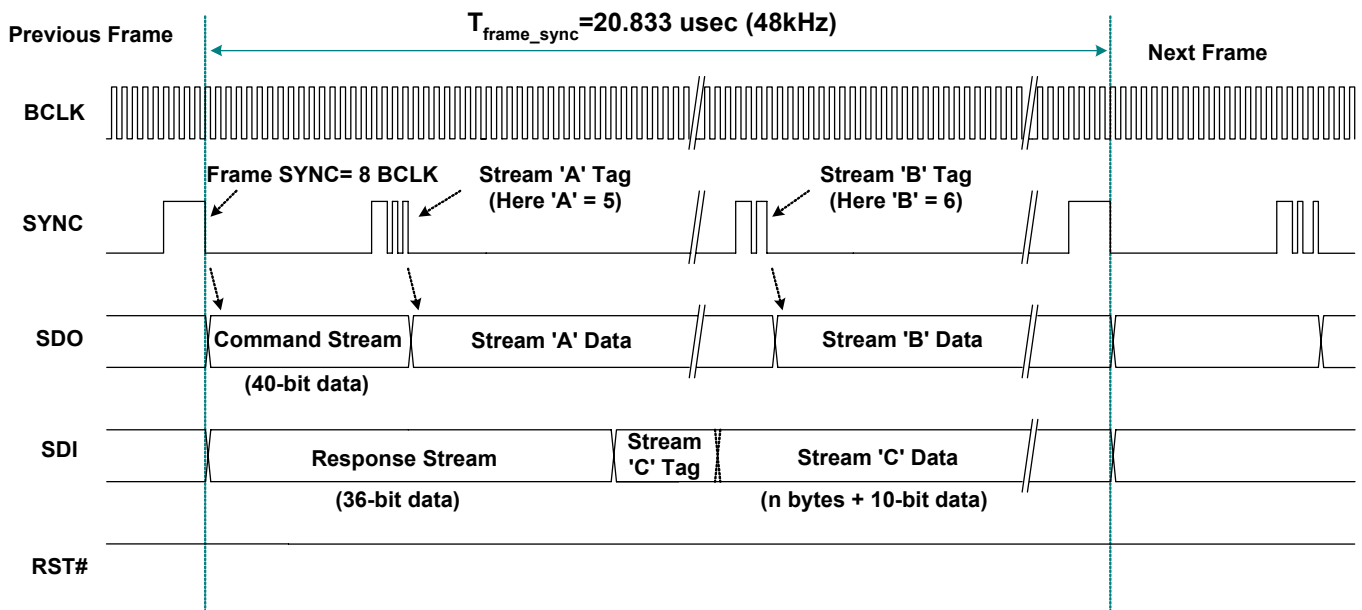 T_frame_sync=20.833 usec (48kHz)
Previous Frame
Next Frame
BCLK
Frame SYNC= 8 BCLK
Stream 'A' Tag
(Here 'A' = 5)
Stream 'B' Tag
(Here 'B' = 6)
SYNC
SDO
Command Stream
Stream 'A' Data
Stream 'B' Data
(40-bit data)
SDI
Response Stream
Stream
'C' Tag
Stream 'C' Data
(36-bit data)
(n bytes + 10-bit data)
RST#